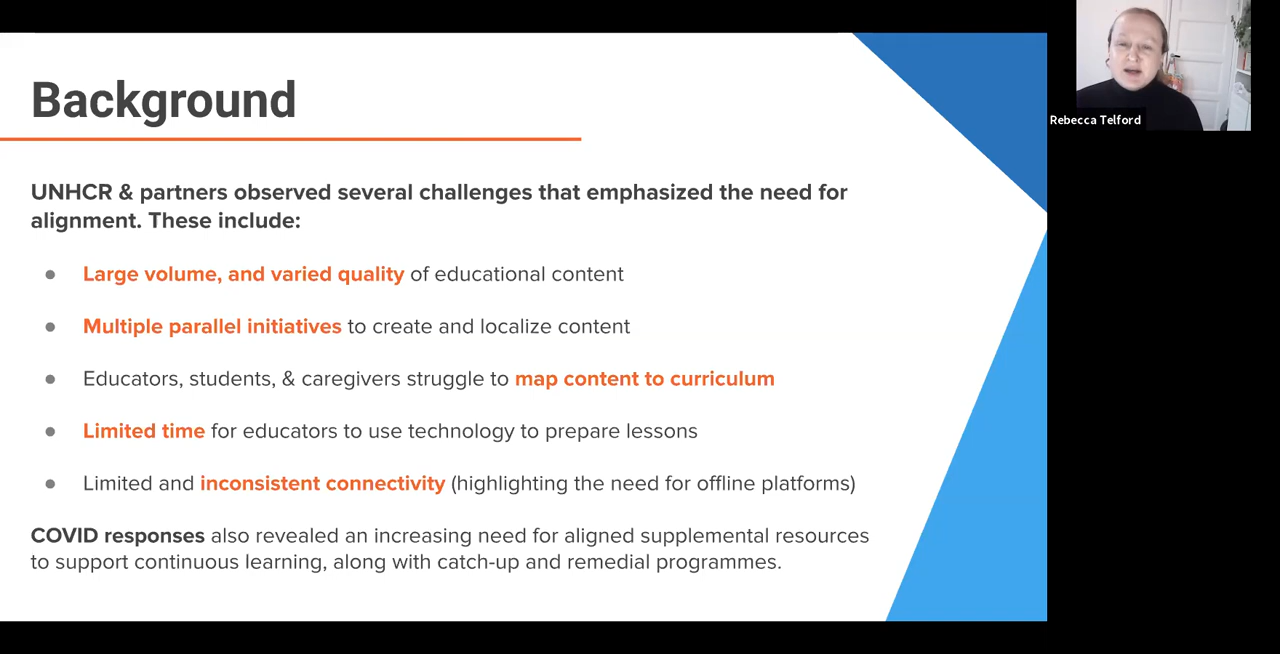 Background
UNHCR & partners observed several challenges that emphasized the need for
alignment. These include:
● Large volume, and varied quality of educational content
● Multiple parallel initiatives to create and localize content
● Educators, students, & caregivers struggle to map content to curriculum
● Limited time for educators to use technology to prepare lessons
● Limited and inconsistent connectivity (highlighting the need for offline platforms)
COVID responses also revealed an increasing need for aligned supplemental resources
to support continuous learning, along with catch-up and remedial programmes.
Rebecca Telford